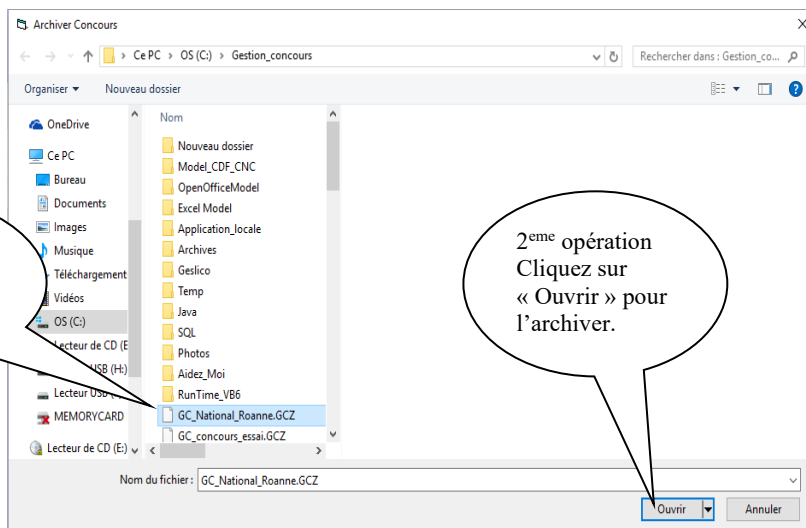 Archiver Concours
Ce PC > OS (C:) > Gestion_concours
Rechercher dans : Gestion_co...
Organiser
Nouveau dossier
OneDrive
Ce PC
Bureau
Documents
Images
Musique
Téléchargement
Vidéos
OS (C:)
Lecteur de CD (E
USB (H:)
Lecteur USB
MEMORYCARD
Lecteur de CD (E:)
Nom
Nouveau dossier
Model_CDF_CNC
OpenOfficeModel
Excel Model
Application_locale
Archives
Geslico
Temp
Java
SQL
Photos
Aidez_Moi
RunTime_VB6
GC_National_Roanne.GCZ
GC_concours_essai.GCZ
2eme opération
Cliquez sur
« Ouvrir » pour
l’archiver.
Nom du fichier : GC_National_Roanne.GCZ
Ouvrir
Annuler